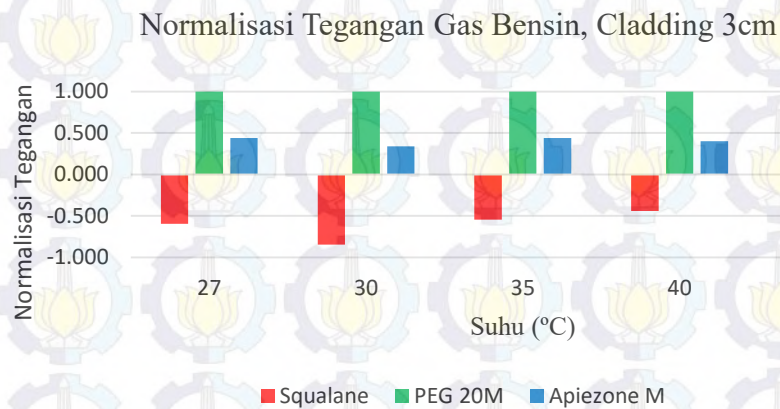 Normalisasi Tegangan Gas Bensin, Cladding 3cm
Normalisasi Tegangan
1.000
0.500
0.000
-0.500
-1.000
27 30 35 40
Suhu (ºC)
Squalane PEG 20M Apiezone M